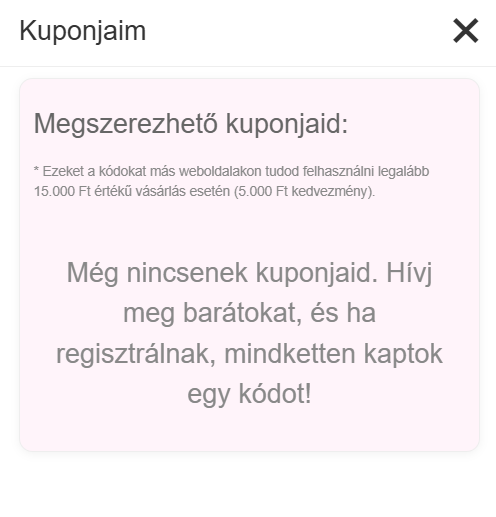 Kuponjaim
Megszerezhető kuponjaid:
* Ezeket a kódokat más weboldalakon tudod felhasználni legalább
15.000 Ft értékű vásárlás esetén (5.000 Ft kedvezmény).
Még nincsenek kuponjaid. Hívj
meg barátokat, és ha
regisztrálnak, mindketten kaptok
egy kódot!